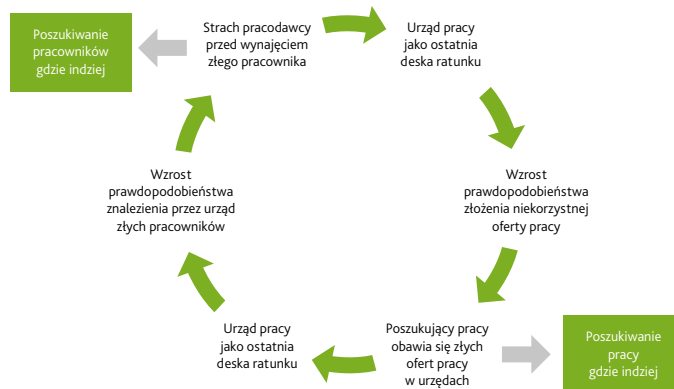 Poszukiwanie
pracowników
gdzie indziej
Strach pracodawcy
przed wynajęciem
złego pracownika
Urząd pracy
jako ostatnia
deska ratunku
Wzrost
prawdopodobieństwa
złożenia niekorzystnej
oferty pracy
Poszukujący pracy
obawia się złych
ofert pracy
w urzędach
Poszukiwanie
pracy
gdzie indziej
Urząd pracy
jako ostatnia
deska ratunku
Wzrost
prawdopodobieństwa
znalezienia przez urząd
złych pracowników